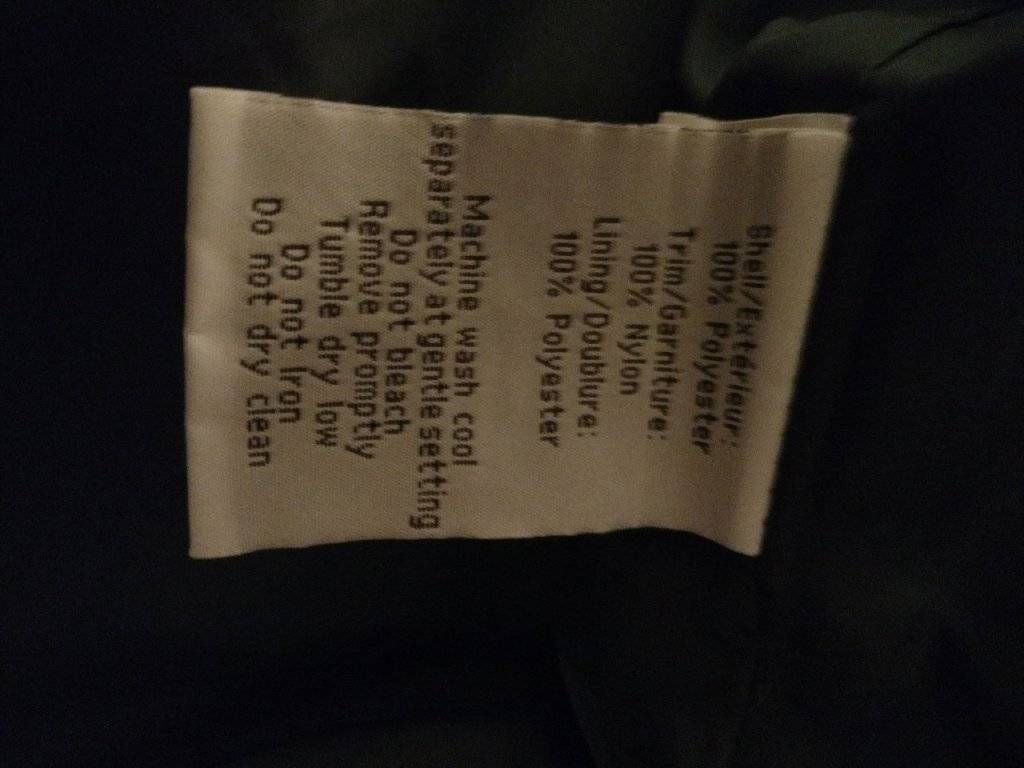 Shell/Extérieur:
100% Polyester
Trim/Garniture:
100% Nylon
Lining/Doublure:
100% Polyester
Machine wash cool
separately at gentle setting
Do not bleach
Remove promptly
Tumble dry low
Do not Iron
Do not dry clean